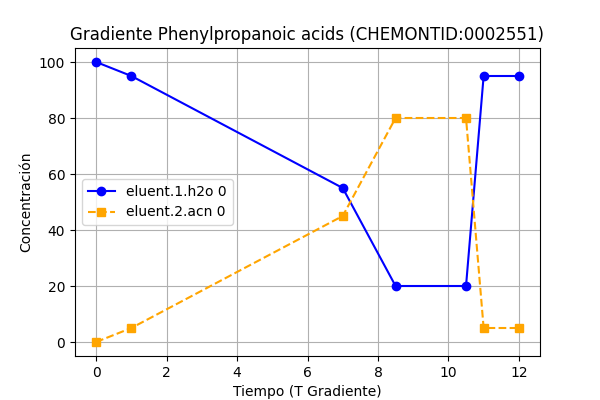 Gradiente Phenylpropanoic acids (CHEMONTID:0002551)
100
80
60
40
20
0
Concentración
eluent.1.h2o 0
eluent.2.acn 0
0 2 4 6 8 10 12
Tiempo (T Gradiente)